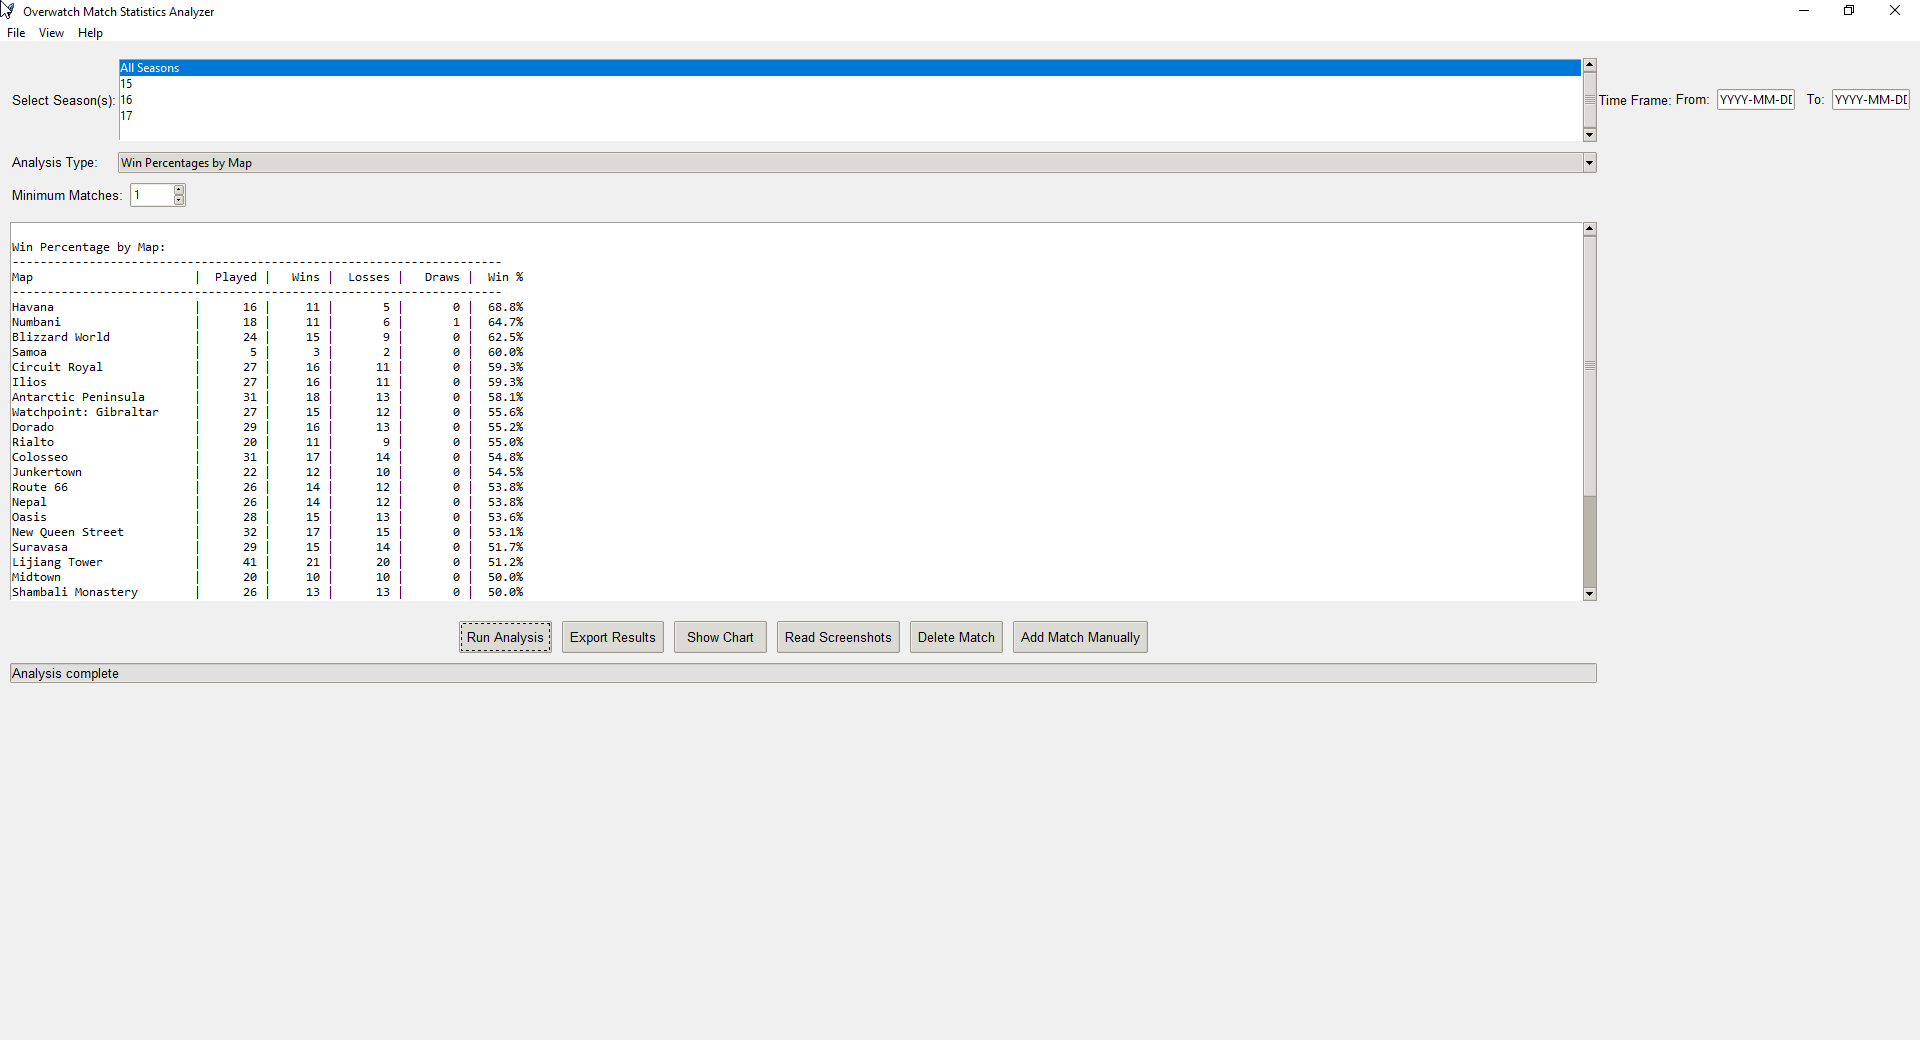 Overwatch Match Statistics Analyzer
File View Help
Select Season(s):
All Seasons
15
16
17
Time Frame: From: YYYY-MM-DD To: YYYY-MM-DD
Analysis Type: Win Percentages by Map
Minimum Matches: 1
Win Percentage by Map:
----------------------------------------------------------------------
Map | Played | Wins | Losses | Draws | Win %
----------------------------------------------------------------------
Havana | 16 | 11 | 5 | 0 | 68.8%
Numbani | 18 | 11 | 6 | 1 | 64.7%
Blizzard World | 24 | 15 | 9 | 0 | 62.5%
Samoa | 5 | 3 | 2 | 0 | 60.0%
Circuit Royal | 27 | 16 | 11 | 0 | 59.3%
Ilios | 27 | 16 | 11 | 0 | 59.3%
Antarctic Peninsula | 31 | 18 | 13 | 0 | 58.1%
Watchpoint: Gibraltar | 27 | 15 | 12 | 0 | 55.6%
Dorado | 29 | 16 | 13 | 0 | 55.2%
Rialto | 20 | 11 | 9 | 0 | 55.0%
Colosseo | 31 | 17 | 14 | 0 | 54.8%
Junkertown | 22 | 12 | 10 | 0 | 54.5%
Route 66 | 26 | 14 | 12 | 0 | 53.8%
Nepal | 26 | 14 | 12 | 0 | 53.8%
Oasis | 28 | 15 | 13 | 0 | 53.6%
New Queen Street | 32 | 17 | 15 | 0 | 53.1%
Suravasa | 29 | 15 | 14 | 0 | 51.7%
Lijiang Tower | 41 | 21 | 20 | 0 | 51.2%
Midtown | 20 | 10 | 10 | 0 | 50.0%
Shambali Monastery | 26 | 13 | 13 | 0 | 50.0%
Run Analysis Export Results Show Chart Read Screenshots Delete Match Add Match Manually
Analysis complete